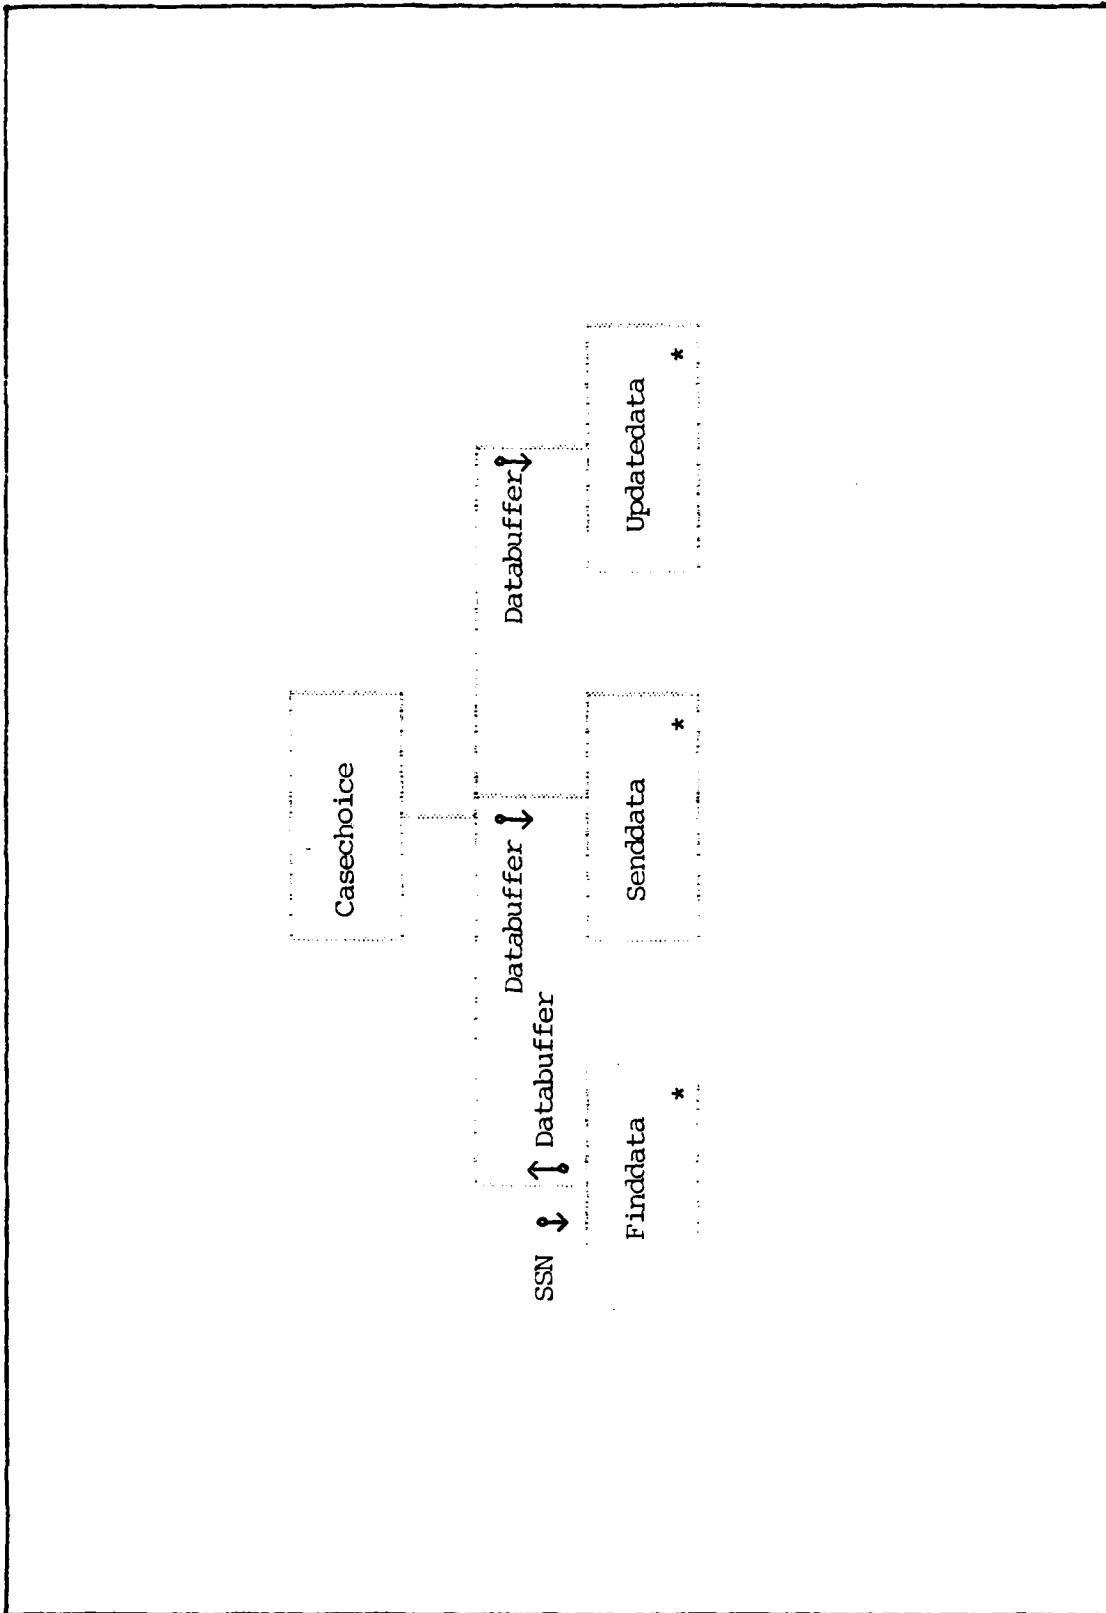 Casechoice
Databuffer
Databuffer
SSN
Databuffer
Finddata
*
Senddata
*
Updatedata
*